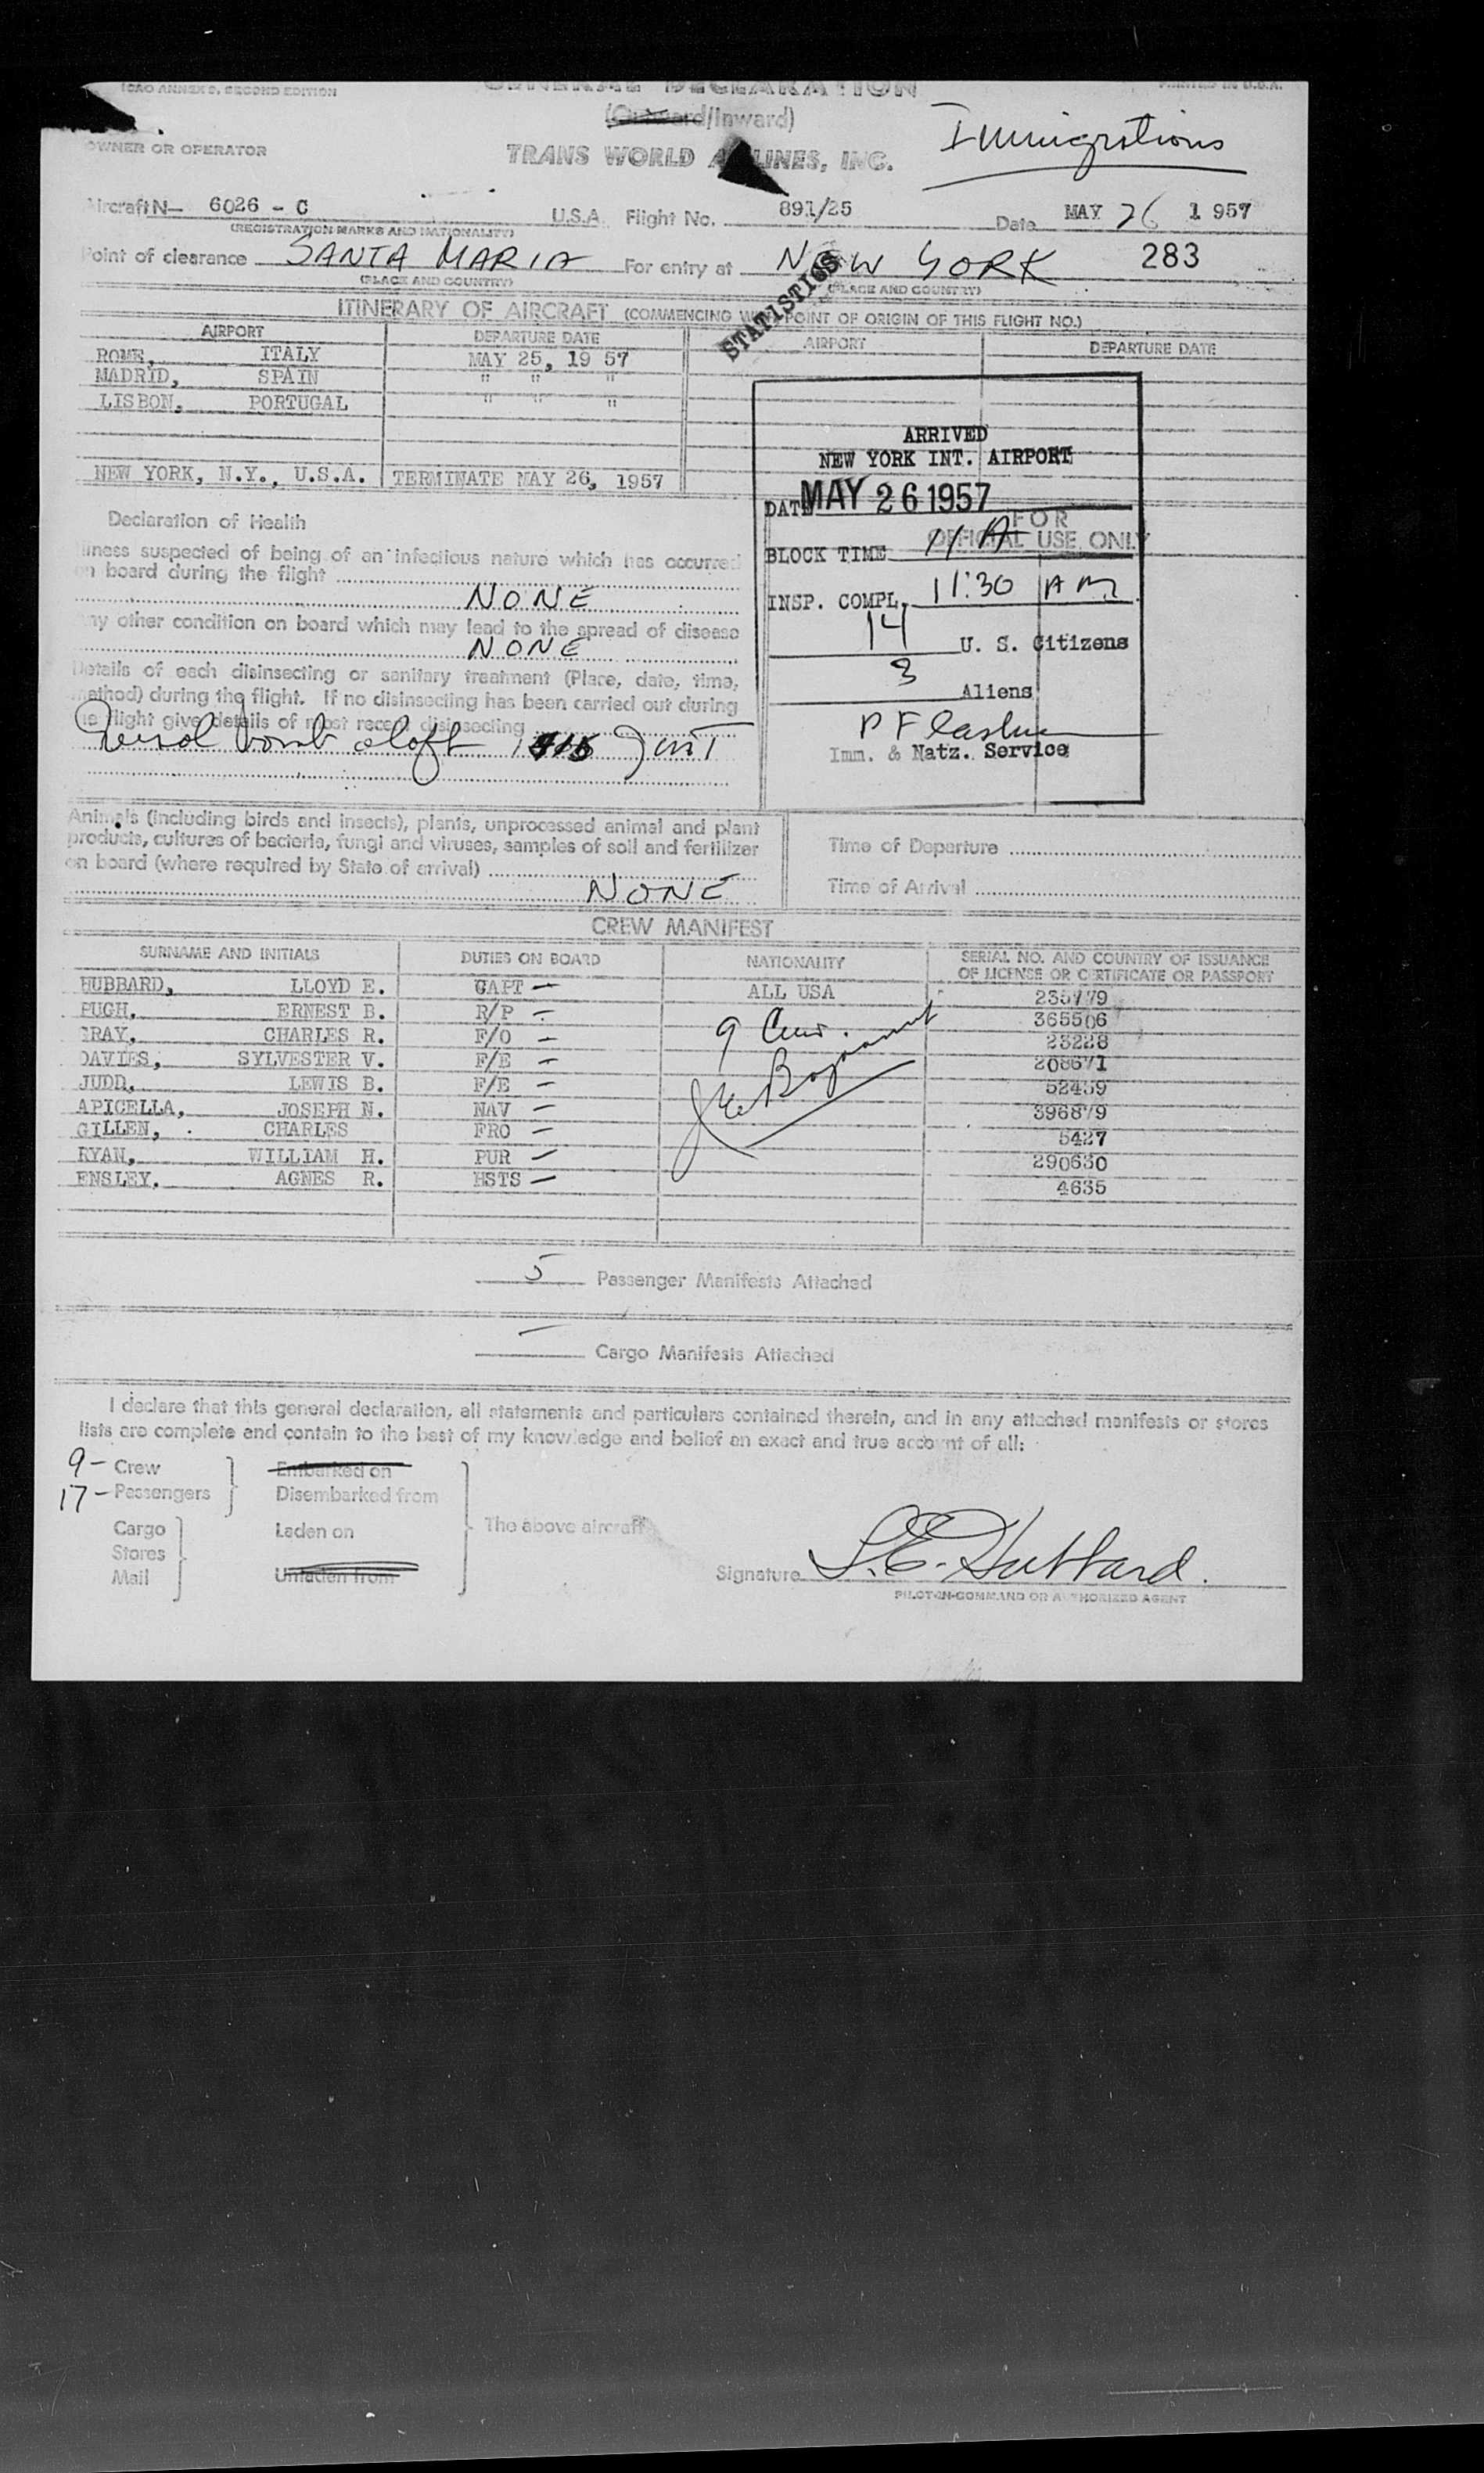 ICAO ANNEX 9, SECOND EDITION
GENERAL DECLARATION
PRINTED IN U.S.A.
(Outward/Inward)
Immigrations
OWNER OR OPERATOR
TRANS WORLD AIRLINES, INC.
Aircraft N— 6026 - C U.S.A. Flight No. 891/25 Date MAY 26 1957
(REGISTRATION MARKS AND NATIONALITY)
Point of clearance SANTA MARIA For entry at NEW YORK 283
(PLACE AND COUNTRY) (PLACE AND COUNTRY)
STATISTICS
ITINERARY OF AIRCRAFT (COMMENCING WITH POINT OF ORIGIN OF THIS FLIGHT NO.)
AIRPORT DEPARTURE DATE AIRPORT DEPARTURE DATE
ROME, ITALY MAY 25, 19 57
MADRID, SPAIN " " "
LISBON, PORTUGAL " " "
NEW YORK, N.Y., U.S.A. TERMINATE MAY 26, 1957
ARRIVED
NEW YORK INT. AIRPORT
DATE MAY 26 1957
FOR
OFFICIAL USE ONLY
BLOCK TIME 11 A
INSP. COMPL. 11:30 AM
14 U. S. Citizens
3 Aliens
Imm. & Natz. Service
Declaration of Health
Illness suspected of being of an infectious nature which has occurred
on board during the flight
NONE
Any other condition on board which may lead to the spread of disease
NONE
Details of each disinsecting or sanitary treatment (Place, date, time,
method) during the flight. If no disinsecting has been carried out during
the flight give details of most recent disinsecting
bomb aloft
Animals (including birds and insects), plants, unprocessed animal and plant
products, cultures of bacteria, fungi and viruses, samples of soil and fertilizer
on board (where required by State of arrival)
NONE
Time of Departure
Time of Arrival
CREW MANIFEST
SURNAME AND INITIALS DUTIES ON BOARD NATIONALITY SERIAL NO. AND COUNTRY OF ISSUANCE
OF LICENSE OR CERTIFICATE OR PASSPORT
HUBBARD, LLOYD E. CAPT — ALL USA 235779
PUGH, ERNEST B. R/P — 365506
GRAY, CHARLES R. F/O — 9 23228
DAVIES, SYLVESTER V. F/E — 208671
JUDD, LEWIS B. F/E — 52459
APICELLA, JOSEPH N. NAV — 396879
GILLEN, CHARLES FRO — 5427
RYAN, WILLIAM H. PUR — 290630
ENSLEY, AGNES R. HSTS — 4635
5 Passenger Manifests Attached
— Cargo Manifests Attached
I declare that this general declaration, all statements and particulars contained therein, and in any attached manifests or stores
lists are complete and contain to the best of my knowledge and belief an exact and true account of all:
9 - Crew Embarked on
17 - Passengers Disembarked from
Cargo Laden on The above aircraft
Stores
Mail Unladen from
Signature L.E. Hubbard.
PILOT-IN-COMMAND OR AUTHORIZED AGENT